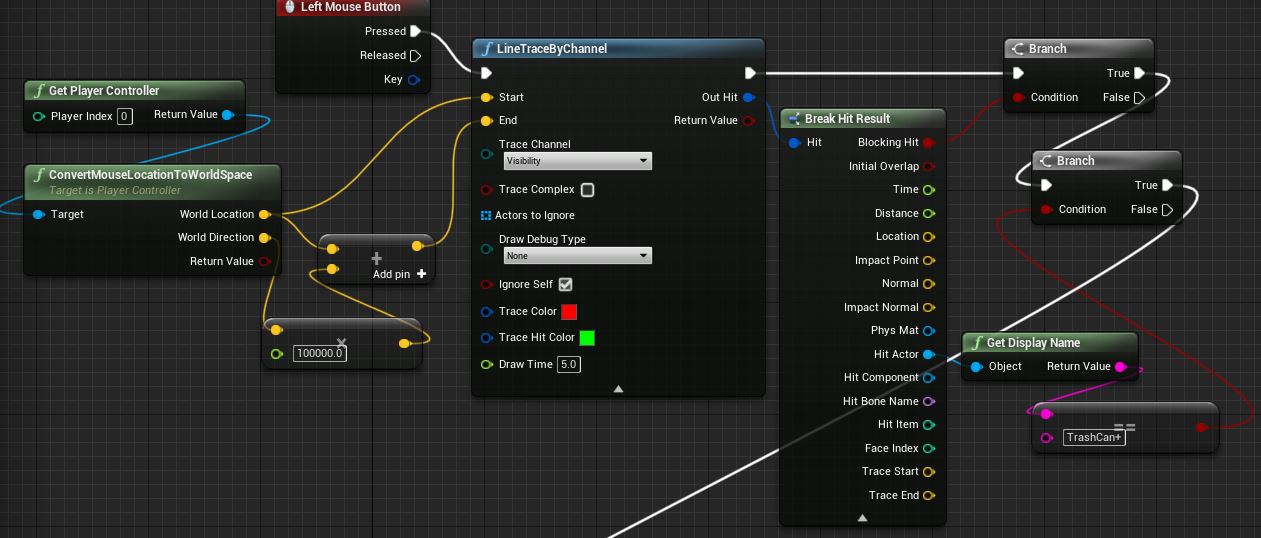 Left Mouse Button
Pressed
Released
Key
Get Player Controller
Player Index 0 Return Value
ConvertMouseLocationToWorldSpace
Target is Player Controller
Target World Location
World Direction
Return Value
+
Add pin +
×
100000.0
LineTraceByChannel
Start Out Hit
End Return Value
Trace Channel
Visibility
Trace Complex
Actors to Ignore
Draw Debug Type
None
Ignore Self
Trace Color
Trace Hit Color
Draw Time 5.0
Break Hit Result
Hit Blocking Hit
Initial Overlap
Time
Distance
Location
Impact Point
Normal
Impact Normal
Phys Mat
Hit Actor
Hit Component
Hit Bone Name
Hit Item
Face Index
Trace Start
Trace End
Branch
True
Condition False
Branch
True
Condition False
Get Display Name
Object Return Value
==
TrashCan+